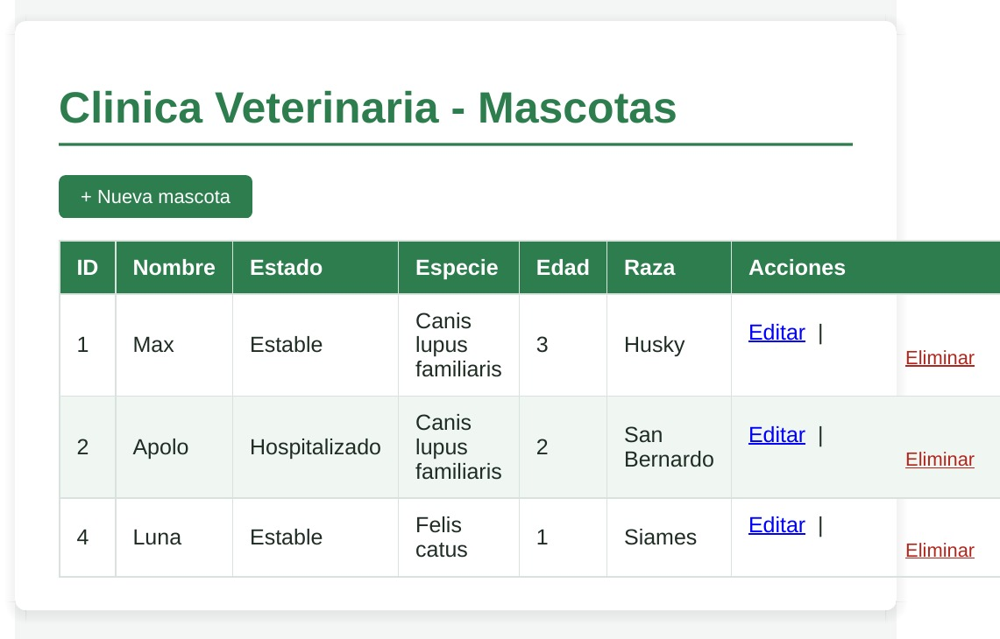 Clinica Veterinaria - Mascotas
+ Nueva mascota
ID Nombre Estado Especie Edad Raza Acciones
1 Max Estable Canis lupus familiaris 3 Husky Editar | Eliminar
2 Apolo Hospitalizado Canis lupus familiaris 2 San Bernardo Editar | Eliminar
4 Luna Estable Felis catus 1 Siames Editar | Eliminar